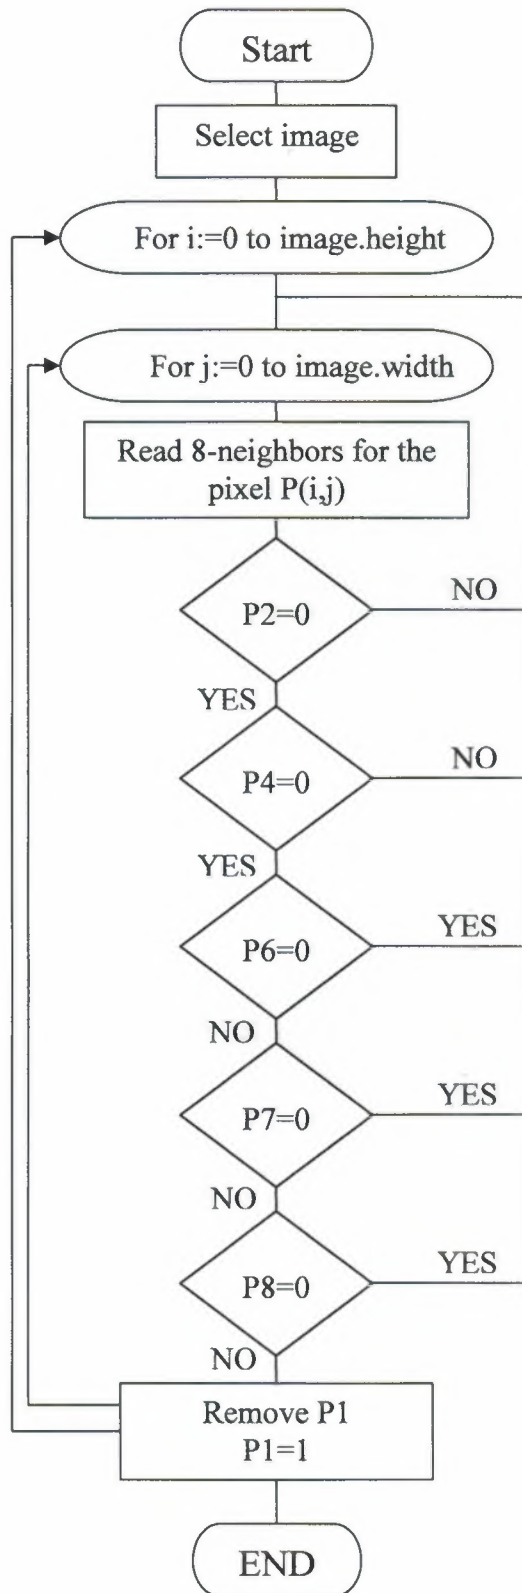 Start
Select image
For i:=0 to image.height
For j:=0 to image.width
Read 8-neighbors for the
pixel P(i,j)
P2=0
NO
YES
P4=0
NO
YES
P6=0
YES
NO
P7=0
YES
NO
P8=0
YES
NO
Remove P1
P1=1
END